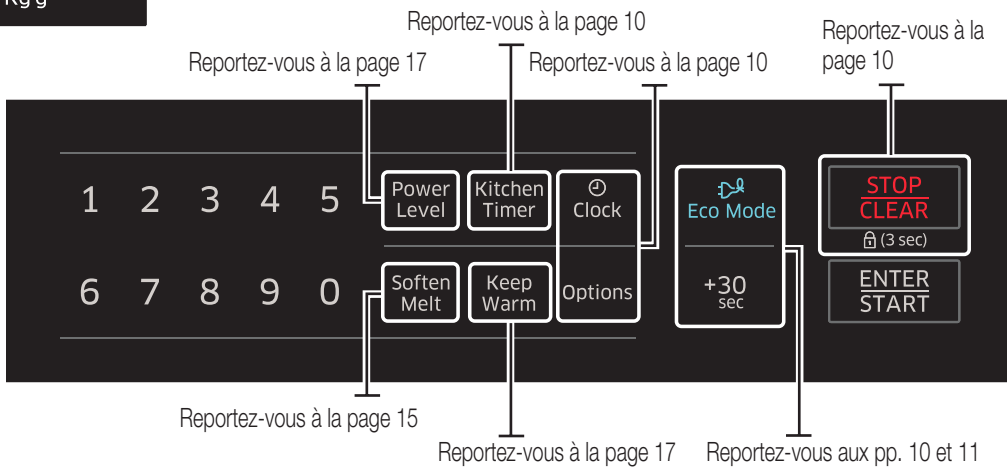 Kg g
Reportez-vous à la page 10
Reportez-vous à la
page 10
Reportez-vous à la page 17
Reportez-vous à la page 10
1 2 3 4 5
Power
Level
Kitchen
Timer
Clock
Eco Mode
STOP
CLEAR
(3 sec)
6 7 8 9 0
Soften
Melt
Keep
Warm
Options
+30
sec
ENTER
START
Reportez-vous à la page 15
Reportez-vous à la page 17
Reportez-vous aux pp. 10 et 11